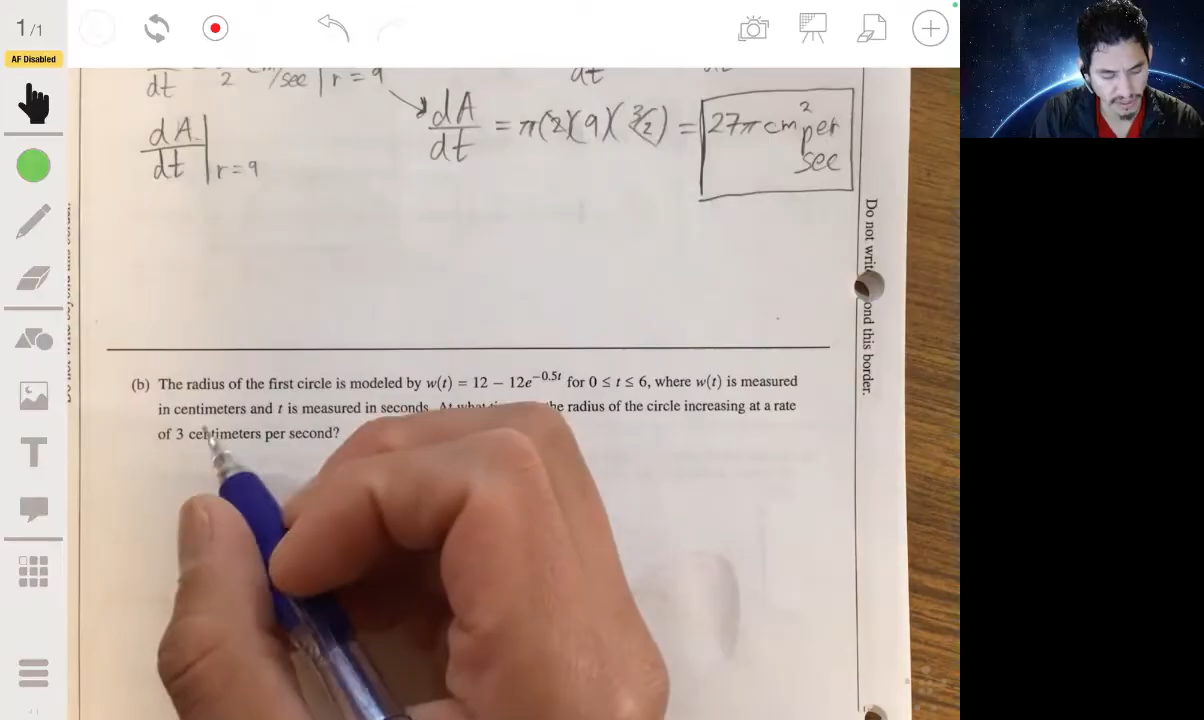 1/1
AF Disabled
dt 2 cm/sec | r = 9 dt
dA/dt | r = 9
dA/dt = π(2)(9)(3/2) = 27π cm² per sec
Do not writ
ond this border.
(b) The radius of the first circle is modeled by w(t) = 12 − 12e^−0.5t for 0 ≤ t ≤ 6, where w(t) is measured
in centimeters and t is measured in seconds. At what the radius of the circle increasing at a rate
of 3 centimeters per second?
T